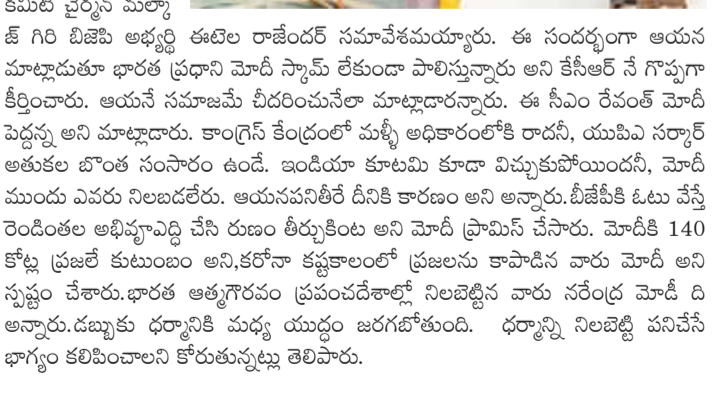 కమిటి చైర్మన్ మల్కా
జ్ గిరి బిజెపి అభ్యర్థి ఈటెల రాజేందర్ సమావేశమయ్యారు. ఈ సందర్భంగా ఆయన
మాట్లాడుతూ భారత ప్రధాని మోదీ స్కామ్ లేకుండా పాలిస్తున్నారు అని కేసీఆర్ నే గొప్పగా
కీర్తించారు. ఆయనే సమాజమే చీదరించునేలా మాట్లాడారన్నారు. ఈ సీఎం రేవంత్ మోదీ
పెద్దన్న అని మాట్లాడారు. కాంగ్రెస్ కేంద్రంలో మళ్ళీ అధికారంలోకి రాదనీ, యుపిఎ సర్కార్
అతుకల బొంత సంసారం ఉండే. ఇండియా కూటమి కూడా విచ్చుకుపోయిందనీ, మోదీ
ముందు ఎవరు నిలబడలేరు. ఆయనపనితీరే దీనికి కారణం అని అన్నారు.బీజేపీకి ఓటు వేస్తే
రెండింతల అభివృఎద్ధి చేసి రుణం తీర్చుకింట అని మోదీ ప్రామిస్ చేసారు. మోదీకి 140
కోట్ల ప్రజలే కుటుంబం అని,కరోనా కష్టకాలంలో ప్రజలను కాపాడిన వారు మోదీ అని
స్పష్టం చేశారు.భారత ఆత్మగౌరవం ప్రపంచదేశాల్లో నిలబెట్టిన వారు నరేంద్ర మోడీ ది
అన్నారు.డబ్బుకు ధర్మానికి మధ్య యుద్ధం జరగబోతుంది. ధర్మాన్ని నిలబెట్టి పనిచేసే
భాగ్యం కలిపించాలని కోరుతున్నట్లు తెలిపారు.